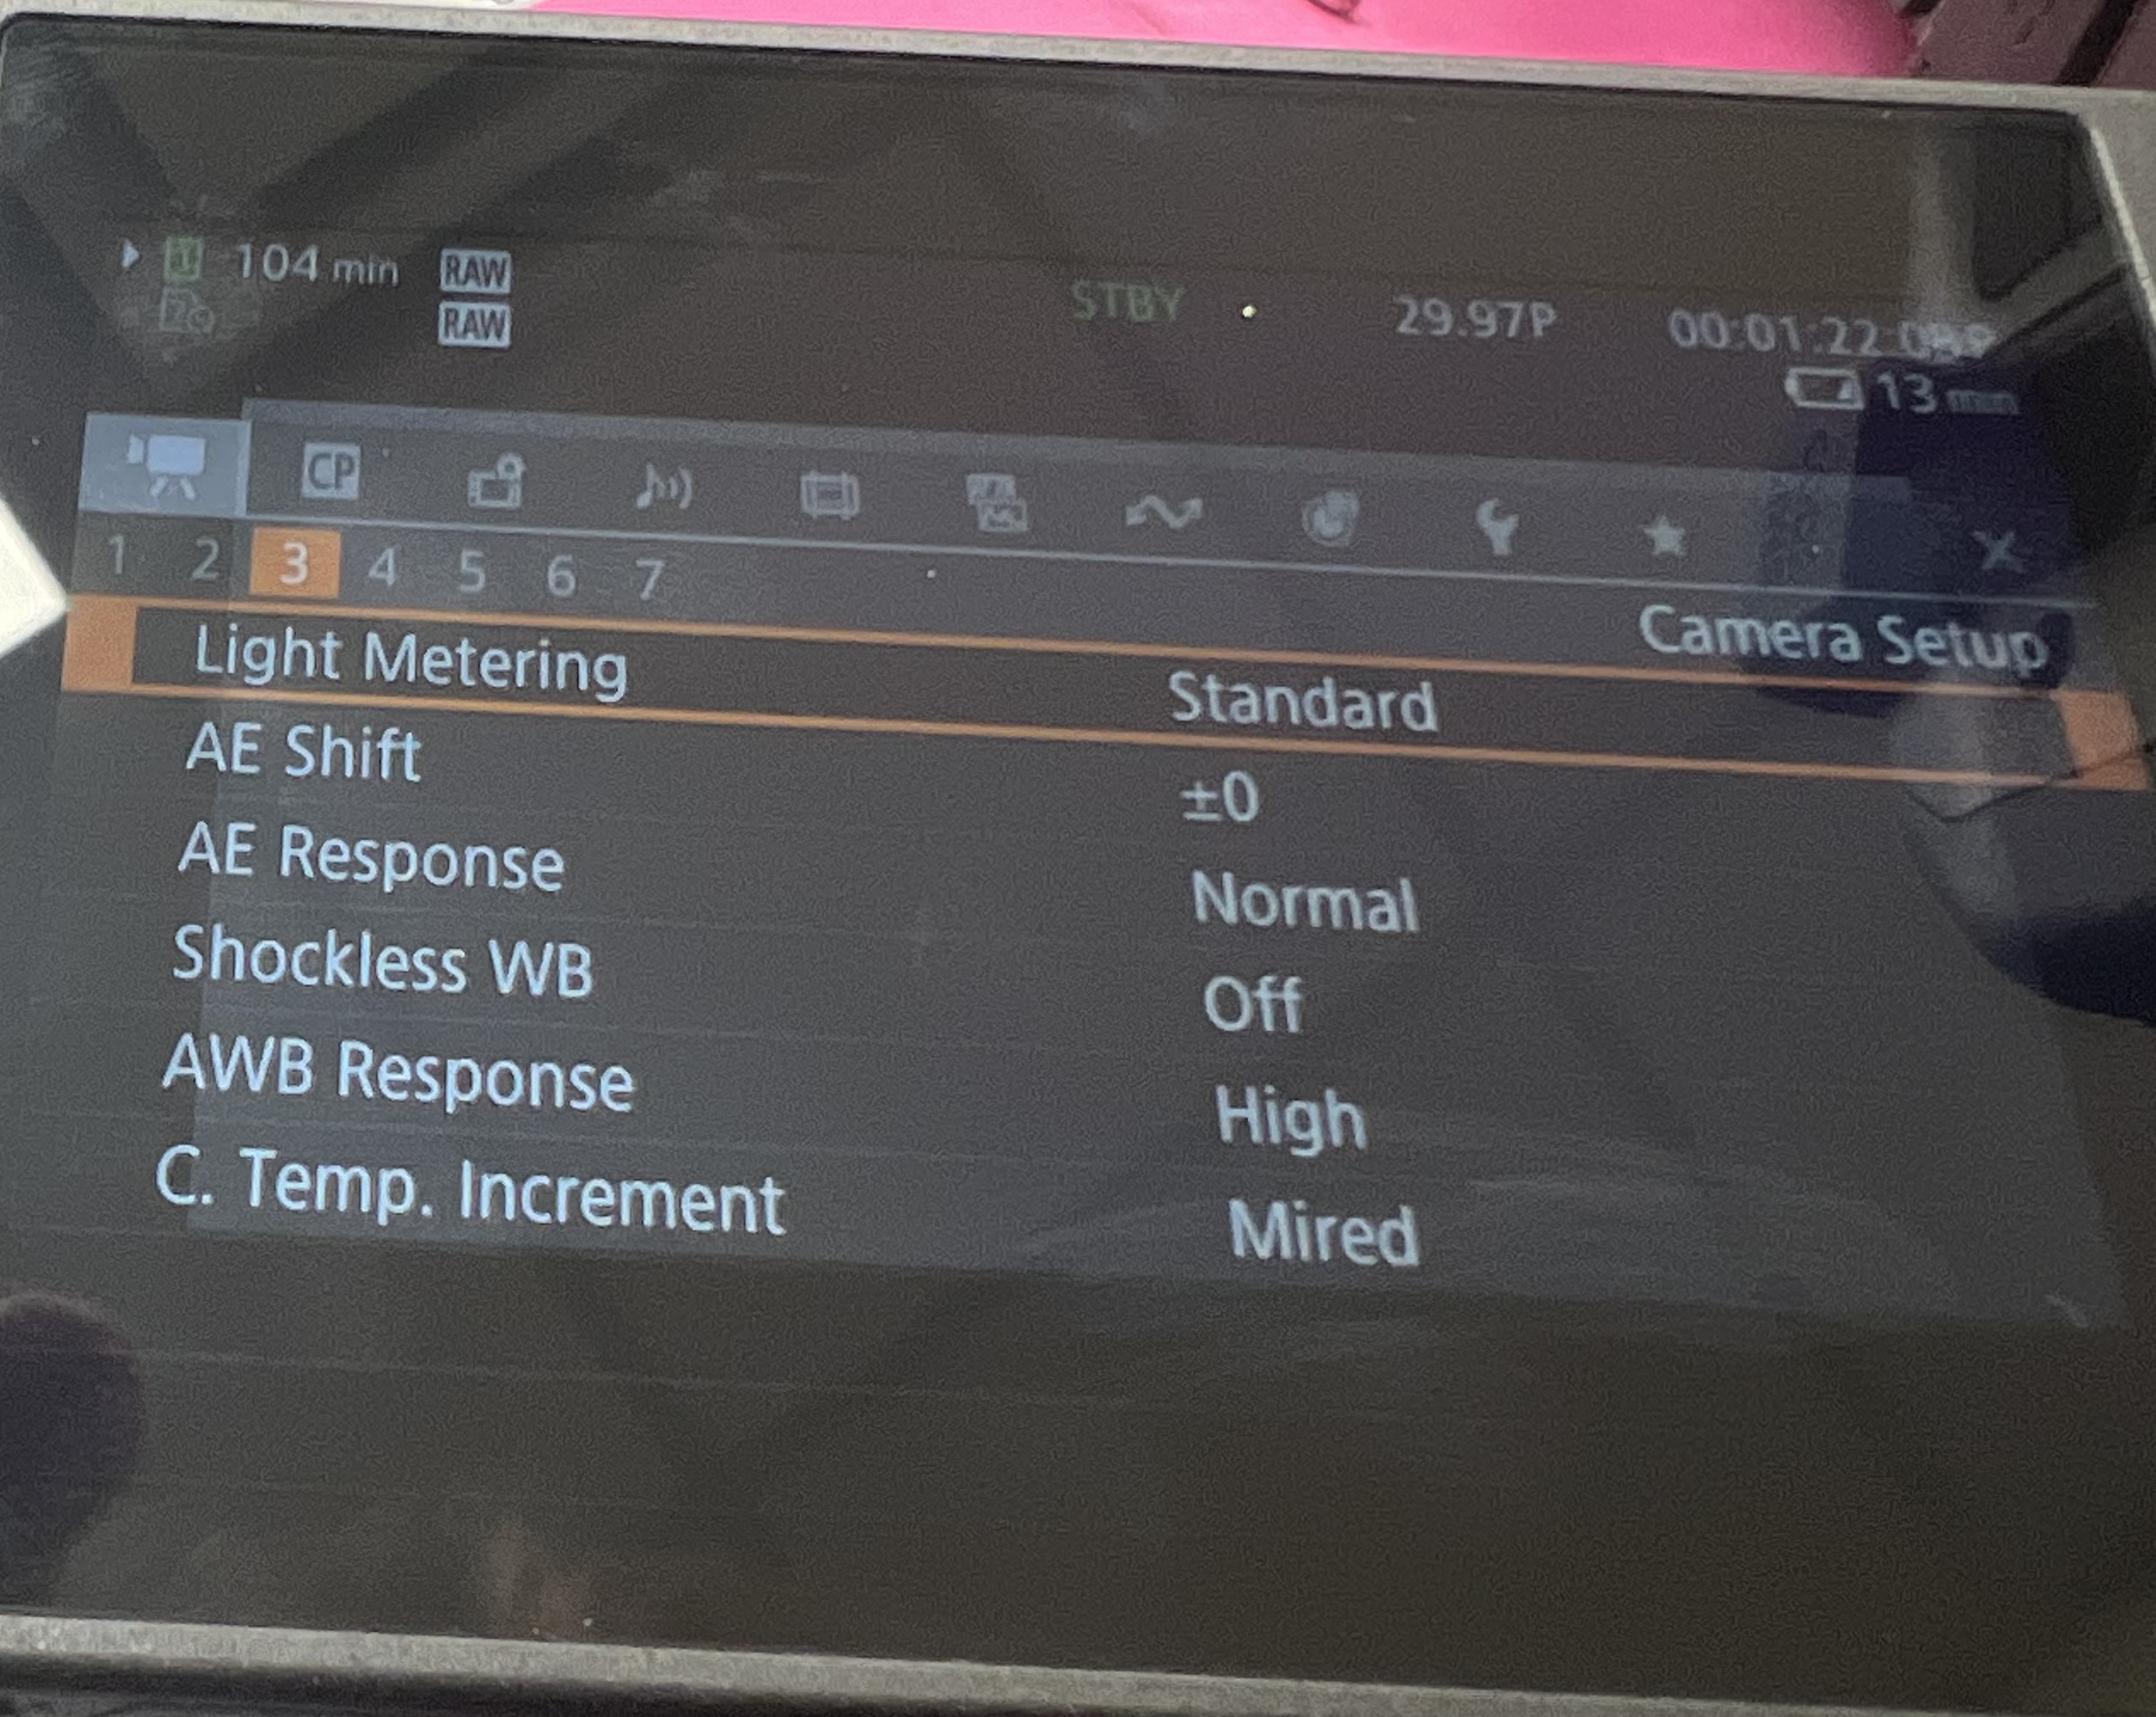 104 min RAW
RAW
STBY 29.97P
13
CP
1 2 3 4 5 6 7
Camera Setup
Light Metering Standard
AE Shift ±0
AE Response Normal
Shockless WB Off
AWB Response High
C. Temp. Increment Mired